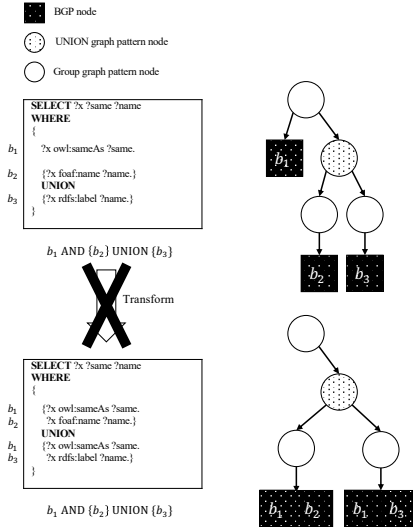 BGP node
UNION graph pattern node
Group graph pattern node
SELECT ?x ?same ?name
WHERE
{
b1 ?x owl:sameAs ?same.
b2 {?x foaf:name ?name.}
UNION
b3 {?x rdfs:label ?name.}
}
b1 AND {b2} UNION {b3}
b1
b2
b3
Transform
SELECT ?x ?same ?name
WHERE
{
b1 {?x owl:sameAs ?same.
b2 ?x foaf:name ?name.}
UNION
b1 {?x owl:sameAs ?same.
b3 ?x rdfs:label ?name.}
}
b1 AND {b2} UNION {b3}
b1 b2
b1 b3